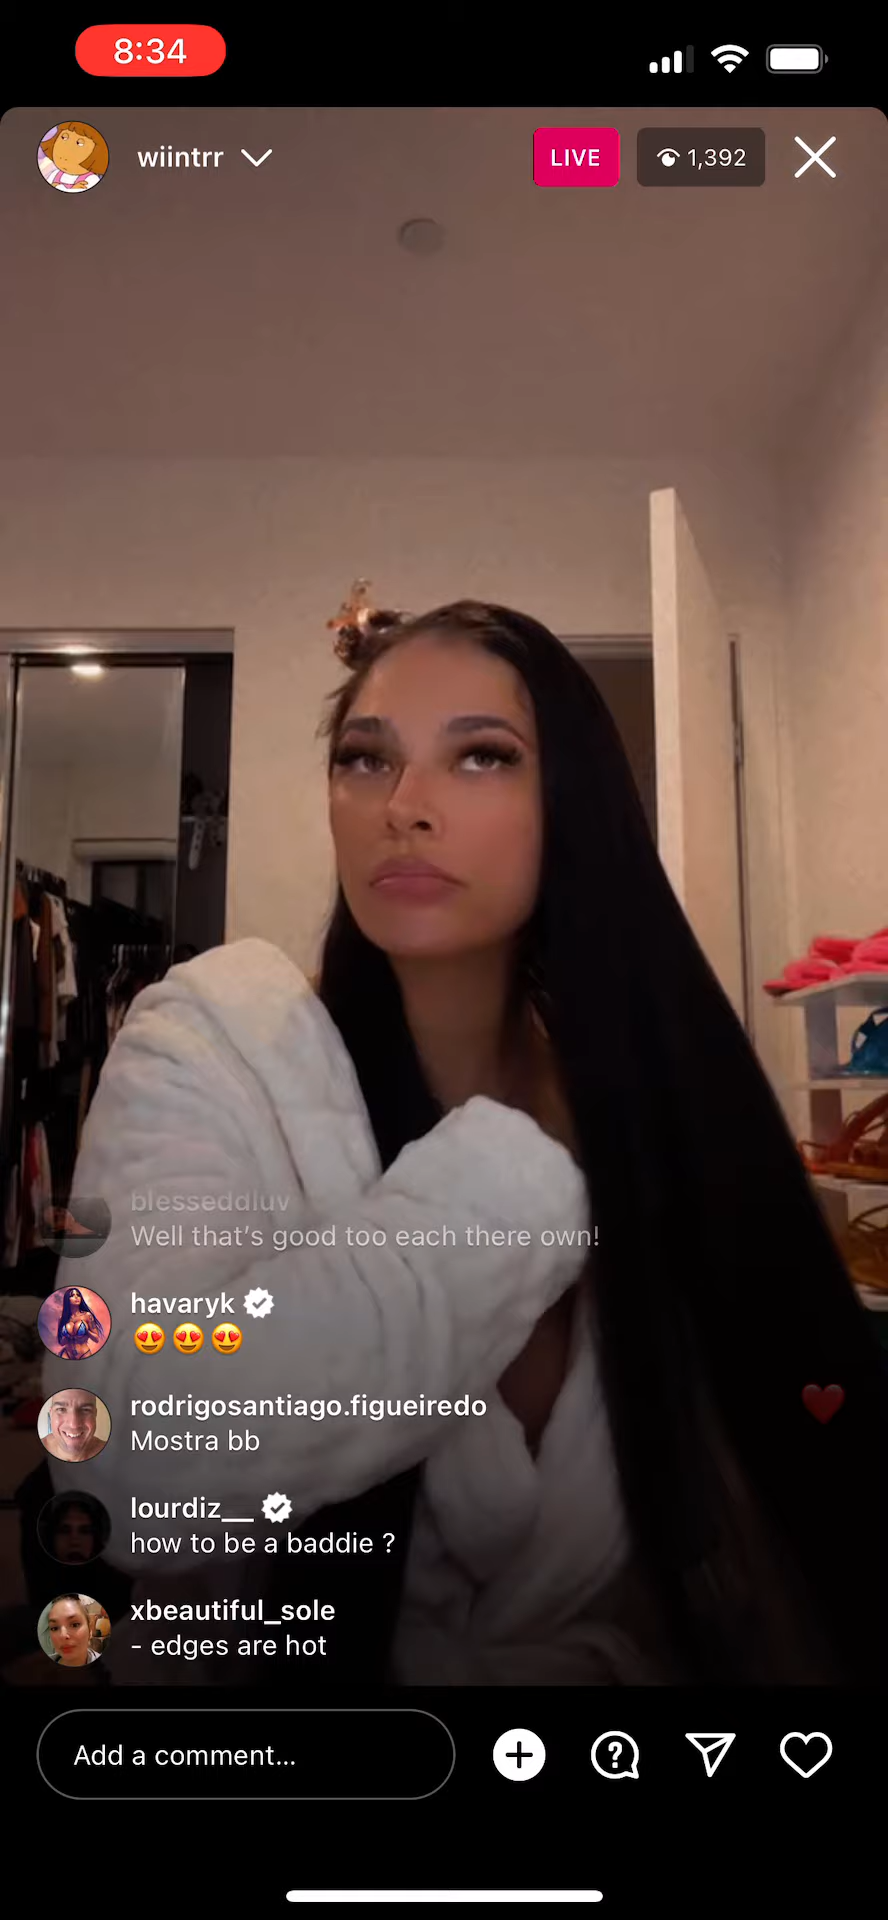 8:34
wiintrr
LIVE
1,392
blesseddluv
Well that’s good too each there own!
havaryk
😍😍😍
rodrigosantiago.figueiredo
Mostra bb
lourdiz__
how to be a baddie ?
xbeautiful_sole
- edges are hot
Add a comment...